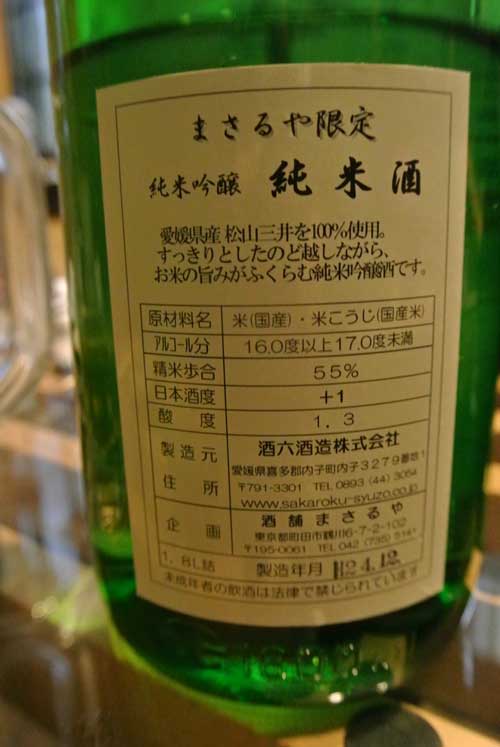 まさるや限定
純米吟醸 純米酒
愛媛県産 松山三井を100%使用。
すっきりとしたのど越しながら、
お米の旨みがふくらむ純米吟醸酒です。
原材料名 米(国産)・米こうじ(国産米)
アルコール分 16.0度以上17.0度未満
精米歩合 55%
日本酒度 +1
酸度 1.3
製造元 酒六酒造株式会社
住所 愛媛県喜多郡内子町内子3279番地1
〒791-3301 TEL 0893 (44) 3054
www.sakaroku-syuzo.co.jp
企画 酒舗まさるや
東京都町田市鶴川6-7-2-102
〒195-0061 TEL 042 (735)
1.8L詰 製造年月 12.4.12
未成年者の飲酒は法律で禁じられています